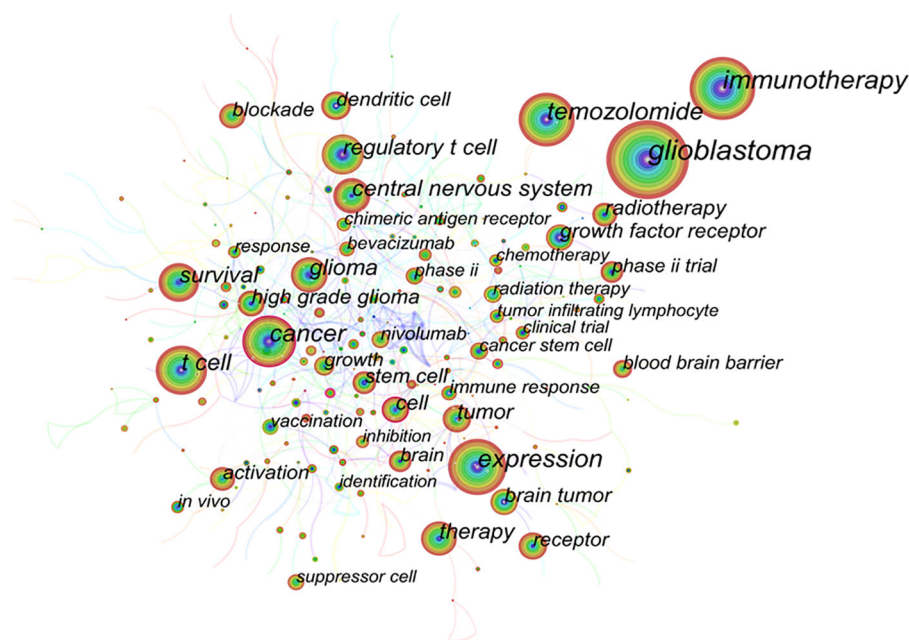 immunotherapy
dendritic cell
blockade
temozolomide
regulatory t cell
glioblastoma
central nervous system
radiotherapy
chimeric antigen receptor
growth factor receptor
response
bevacizumab
chemotherapy
survival
glioma
phase ii
phase ii trial
high grade glioma
radiation therapy
tumor infiltrating lymphocyte
cancer
nivolumab
clinical trial
cancer stem cell
t cell
growth
blood brain barrier
stem cell
immune response
cell
tumor
vaccination
inhibition
brain
expression
activation
identification
in vivo
brain tumor
therapy
receptor
suppressor cell